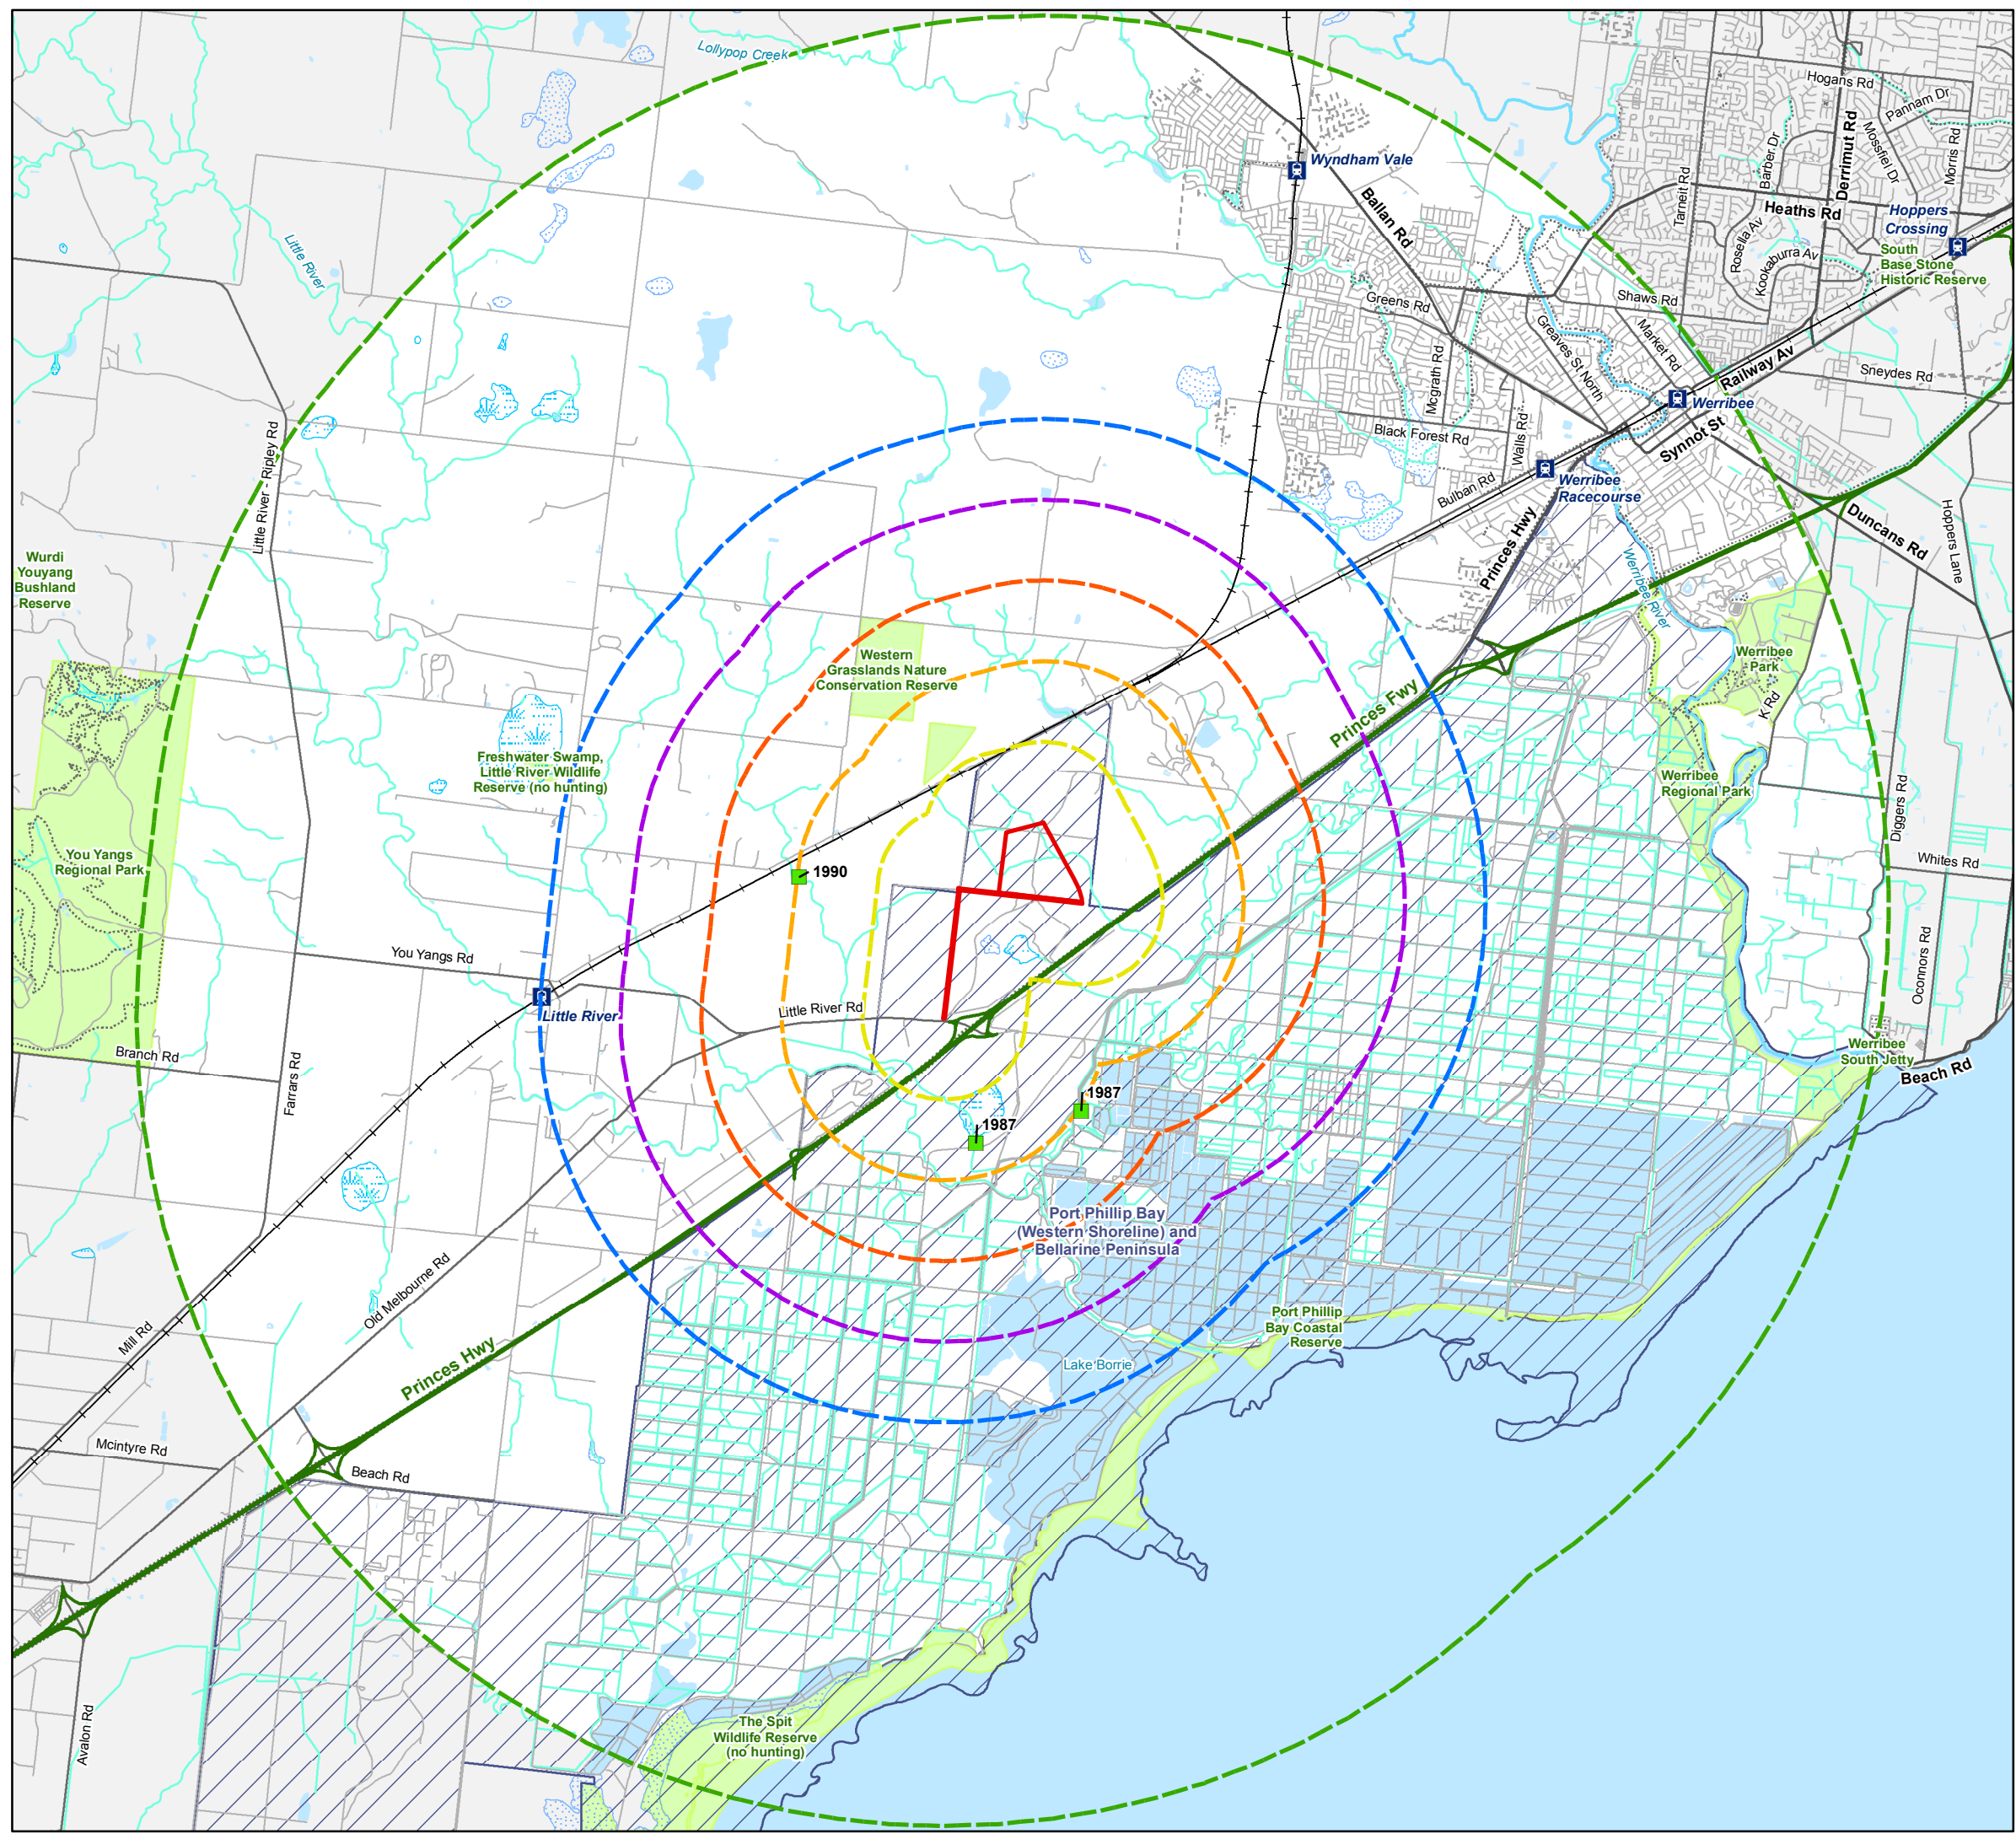 Lollypop Creek
Hogans Rd
Pannam Dr
Derrimut Rd
Mossfiel Dr
Morris Rd
Barber Dr
Wyndham Vale
Tarneit Rd
Ballan Rd
Heaths Rd
Hoppers
Crossing
Rosella Av
Kookaburra Av
South
Base Stone
Historic Reserve
Little River
Greens Rd
Shaws Rd
Greaves St North
Market Rd
Railway Av
Sneydes Rd
Mcgrath Rd
Werribee
Walls Rd
Black Forest Rd
Synnot St
Little River - Ripley Rd
Bulban Rd
Werribee
Racecourse
Princes Hwy
Duncans Rd
Hoppers Lane
Wurdi
Youyang
Bushland
Reserve
Werribee River
Western
Grasslands Nature
Conservation Reserve
Werribee
Park
K Rd
Princes Fwy
Freshwater Swamp,
Little River Wildlife
Reserve (no hunting)
Werribee
Regional Park
Diggers Rd
You Yangs
Regional Park
1990
Whites Rd
You Yangs Rd
Oconnors Rd
Little River
Little River Rd
Branch Rd
Farrars Rd
Werribee
South Jetty
Beach Rd
1987
1987
Port Phillip Bay
(Western Shoreline) and
Bellarine Peninsula
Old Melbourne Rd
Mill Rd
Port Phillip
Bay Coastal
Reserve
Lake Borrie
Princes Hwy
Mcintyre Rd
Beach Rd
Avalon Rd
The Spit
Wildlife Reserve
(no hunting)